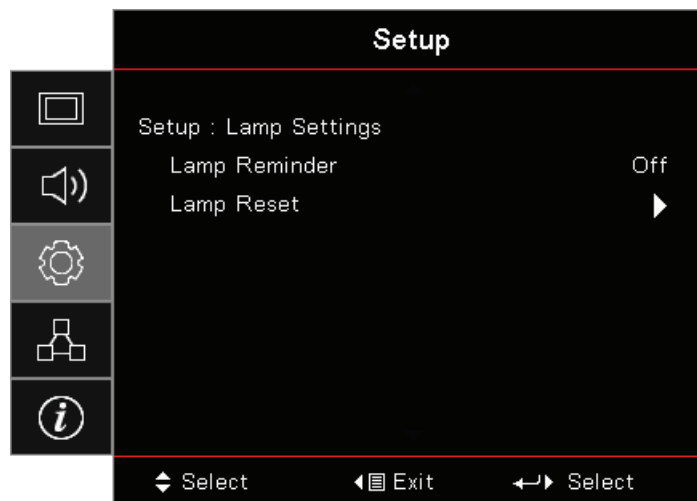 Setup
Setup : Lamp Settings
Lamp Reminder Off
Lamp Reset
Select Exit Select